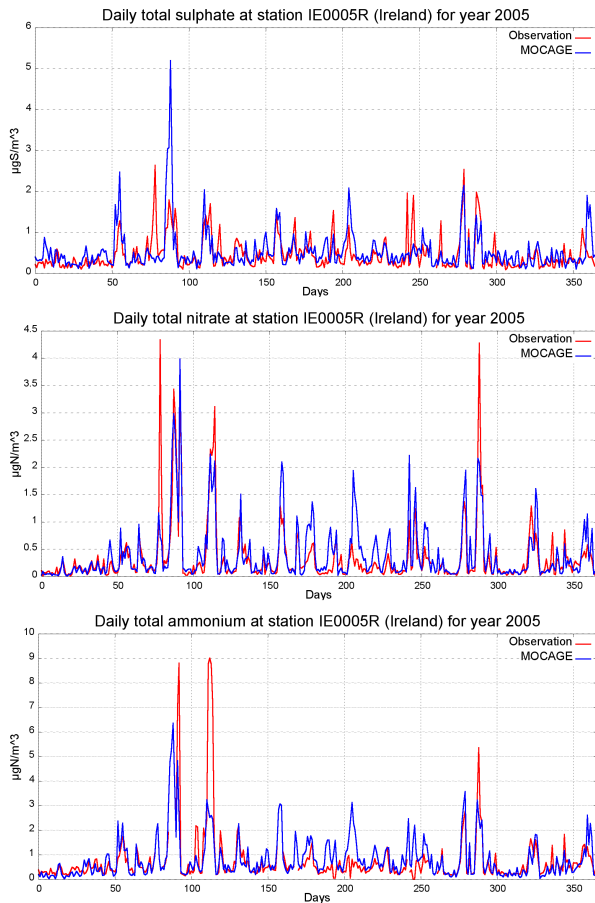 Daily total sulphate at station IE0005R (Ireland) for year 2005
6
5
4
3
2
1
0
µgS/m^3
Observation
MOCAGE
0 50 100 150 200 250 300 350
Days
Daily total nitrate at station IE0005R (Ireland) for year 2005
4.5
4
3.5
3
2.5
2
1.5
1
0.5
0
µgN/m^3
Observation
MOCAGE
0 50 100 150 200 250 300 350
Days
Daily total ammonium at station IE0005R (Ireland) for year 2005
10
9
8
7
6
5
4
3
2
1
0
µgN/m^3
Observation
MOCAGE
0 50 100 150 200 250 300 350
Days